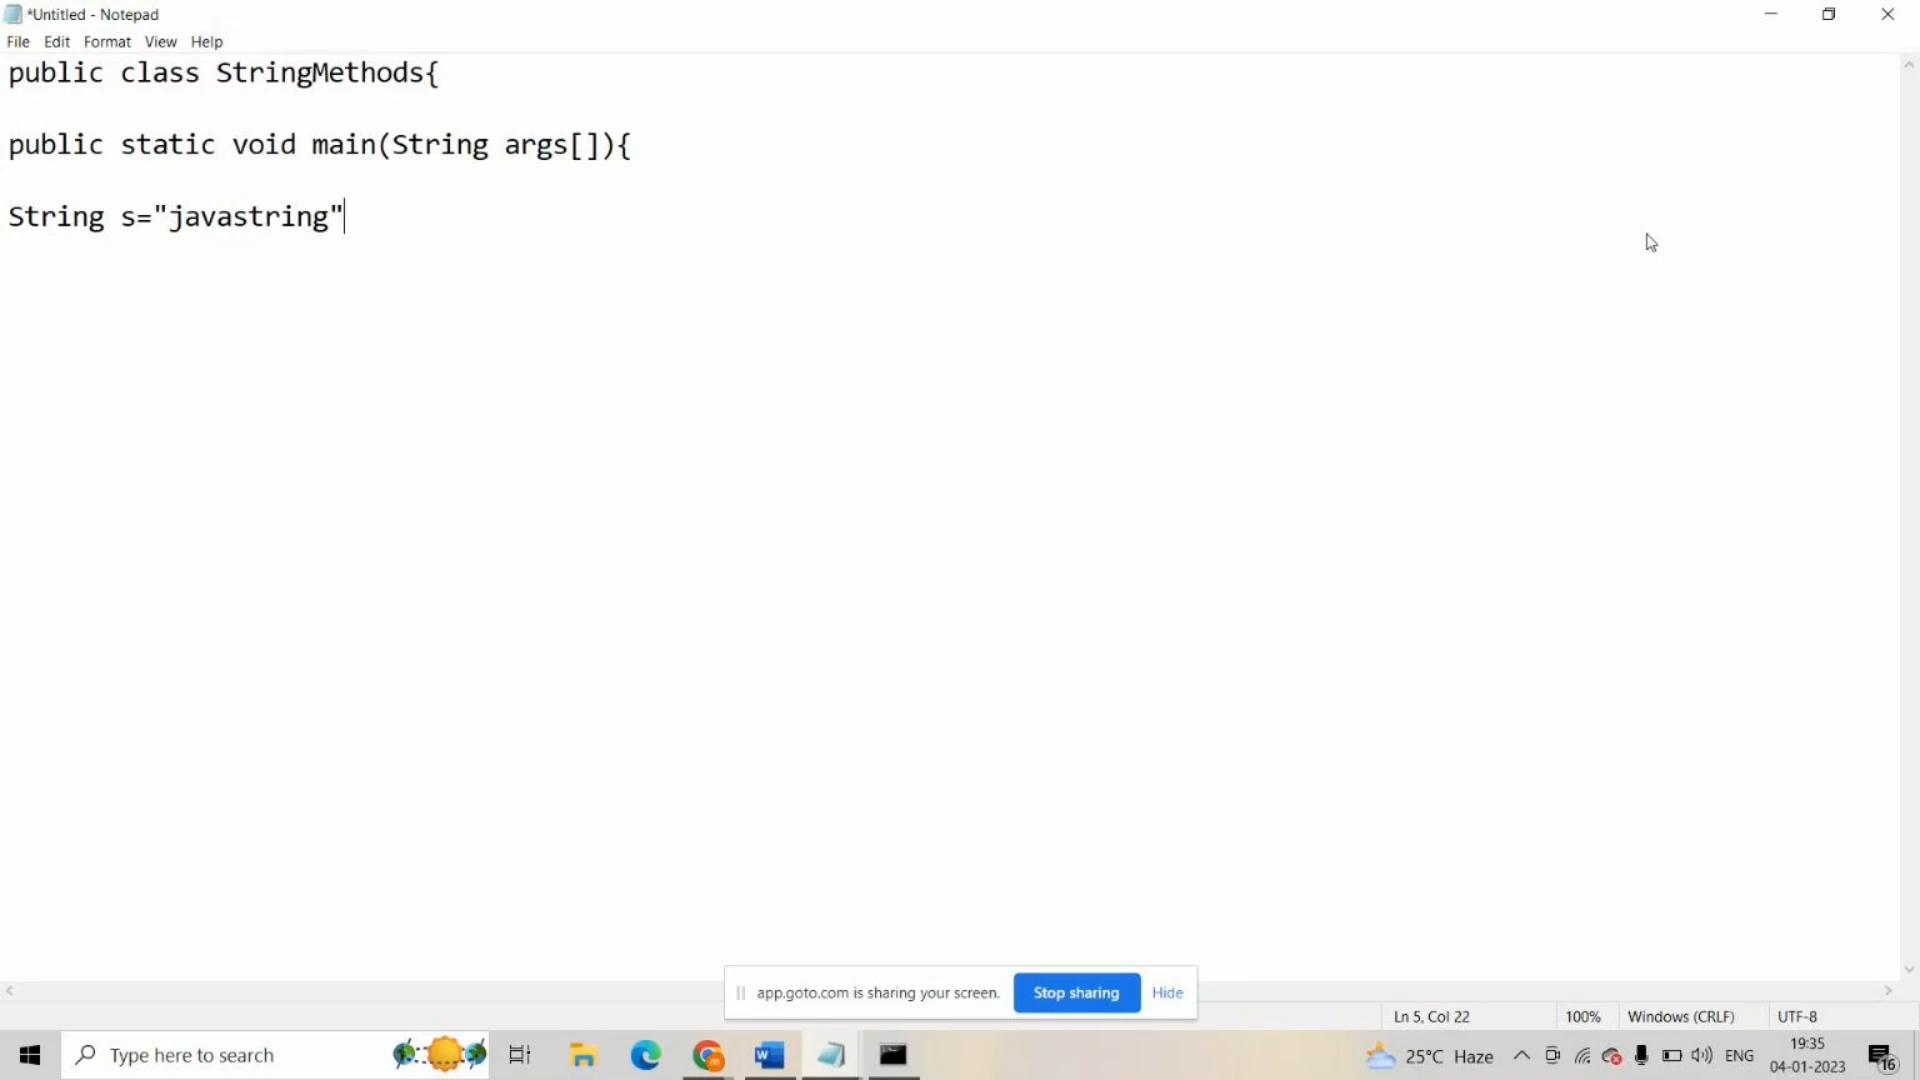 *Untitled - Notepad
File Edit Format View Help
public class StringMethods{
public static void main(String args[]){
String s="javastring"
app.goto.com is sharing your screen. Stop sharing Hide
Ln 5, Col 22 100% Windows (CRLF) UTF-8
Type here to search 25°C Haze ENG 19:35
04-01-2023 16